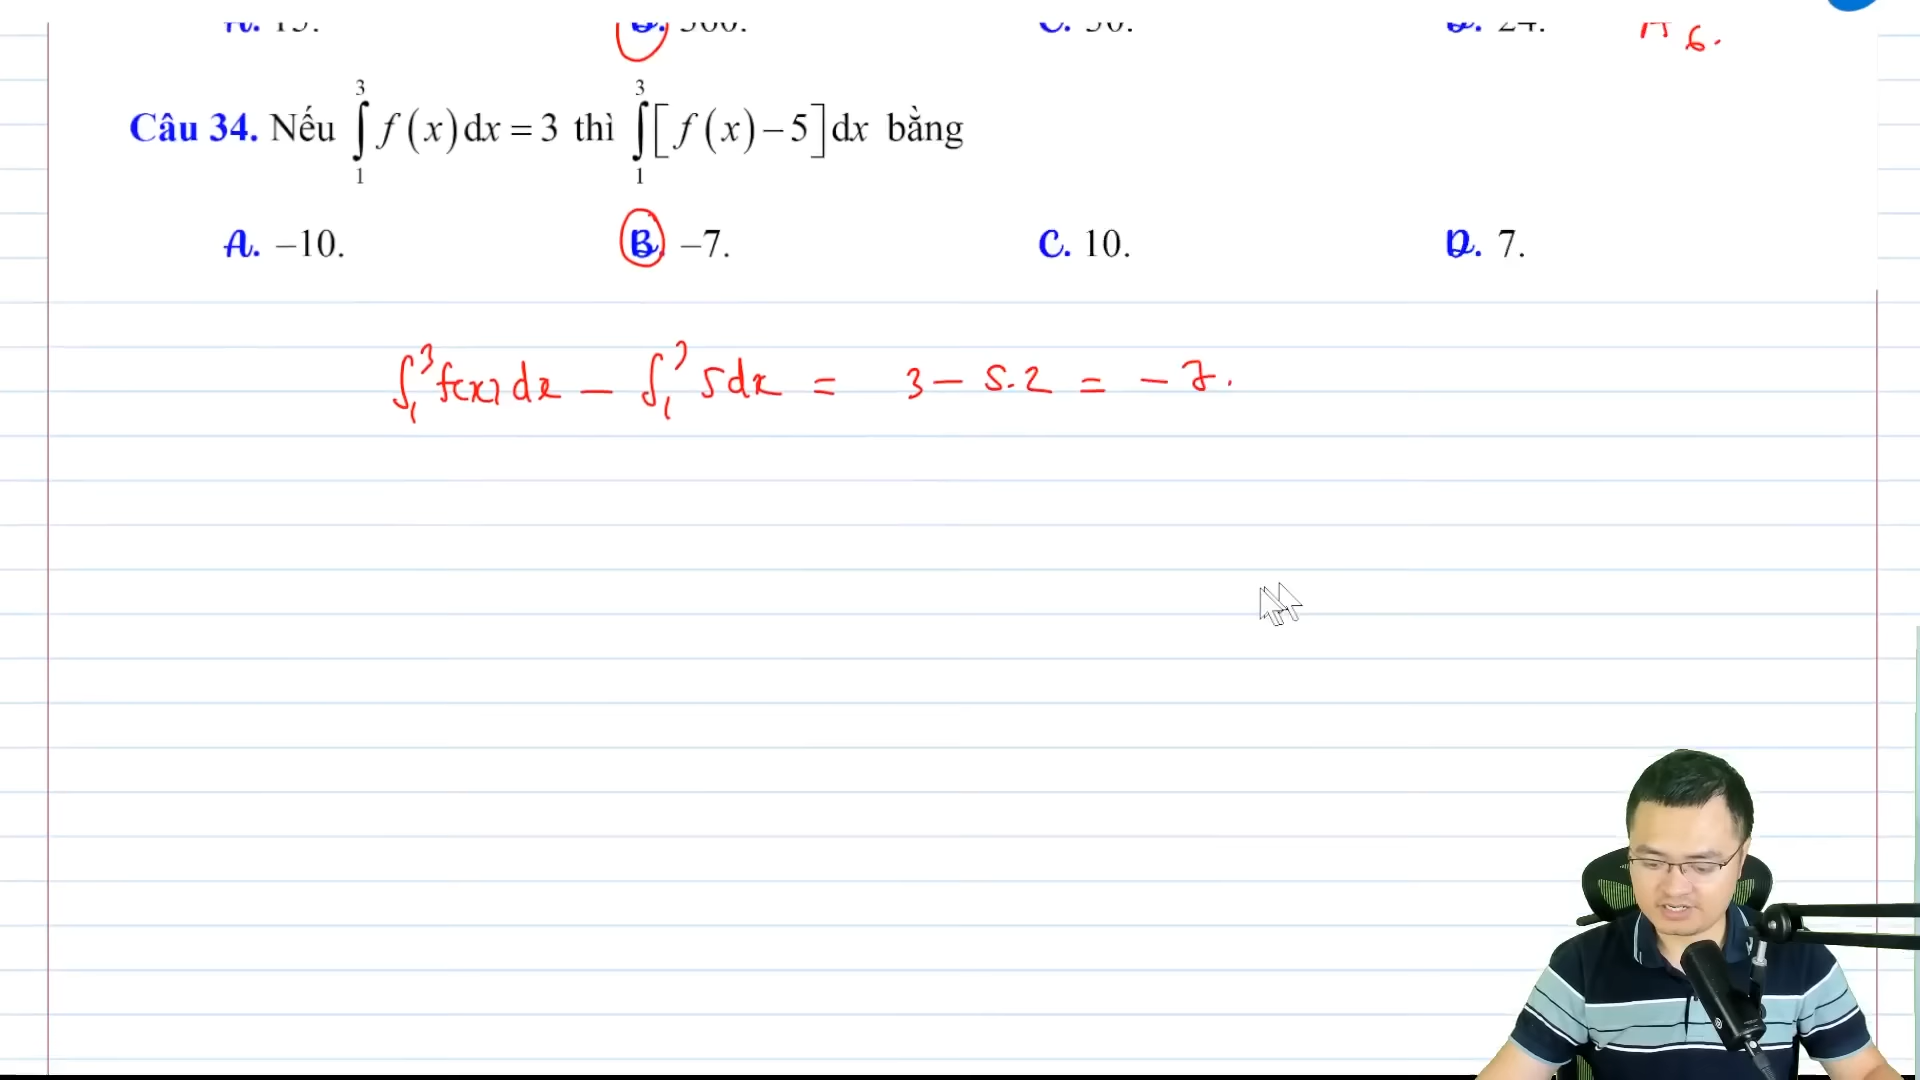 Câu 34. Nếu ∫₁³ f(x)dx = 3 thì ∫₁³ [f(x) − 5]dx bằng
A. −10. B. −7. C. 10. D. 7.
∫₁³ f(x) dx − ∫₁³ 5dx = 3 − 5.2 = −7.